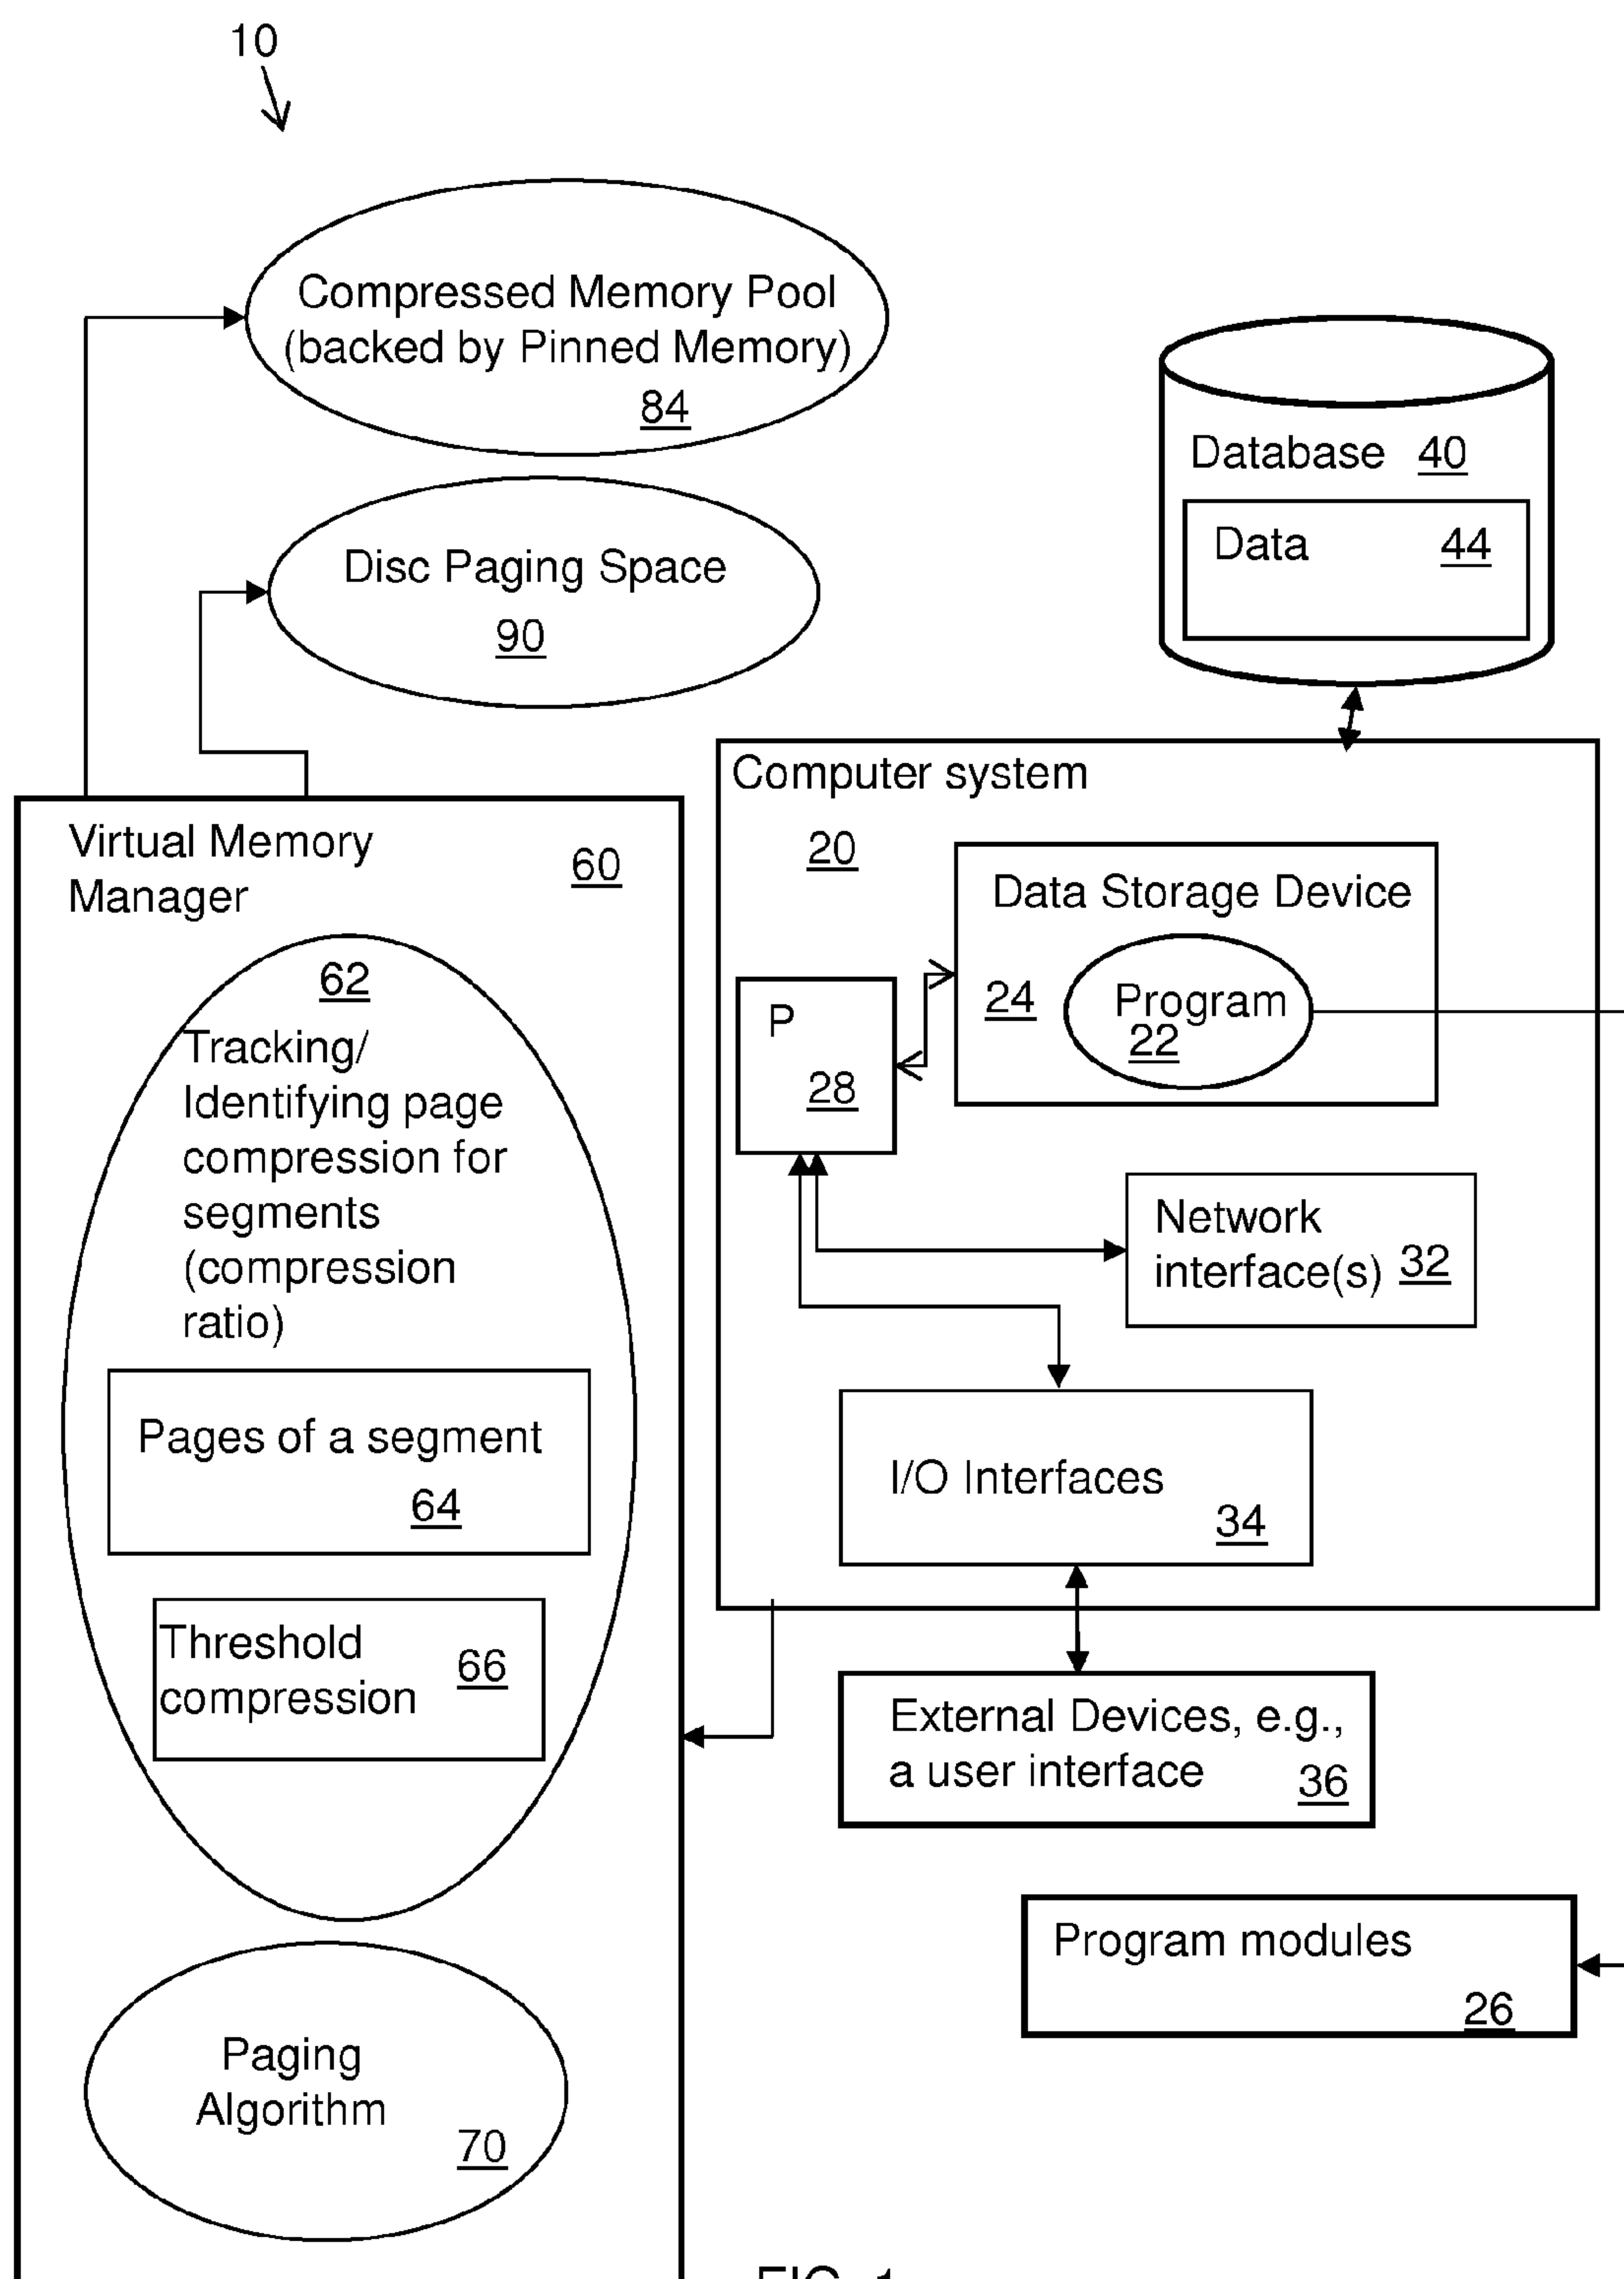 10
Compressed Memory Pool
(backed by Pinned Memory)
84
Disc Paging Space
90
Database 40
Data 44
Computer system
20
Data Storage Device
24
Program
22
P
28
Network
interface(s) 32
I/O Interfaces
34
External Devices, e.g.,
a user interface 36
Program modules
26
Virtual Memory
Manager
60
62
Tracking/
Identifying page
compression for
segments
(compression
ratio)
Pages of a segment
64
Threshold
compression 66
Paging
Algorithm
70
FIG. 1